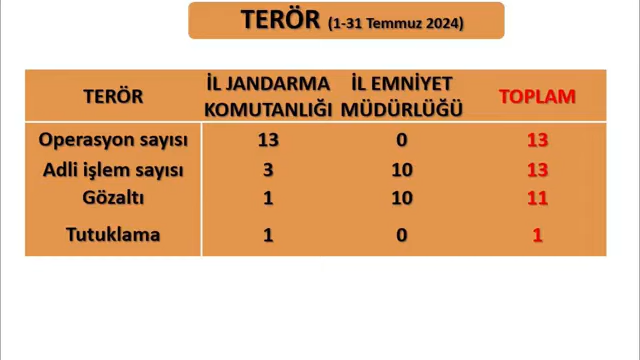 TERÖR (1-31 Temmuz 2024)
TERÖR İL JANDARMA KOMUTANLIĞI İL EMNİYET MÜDÜRLÜĞÜ TOPLAM
Operasyon sayısı 13 0 13
Adli işlem sayısı 3 10 13
Gözaltı 1 10 11
Tutuklama 1 0 1